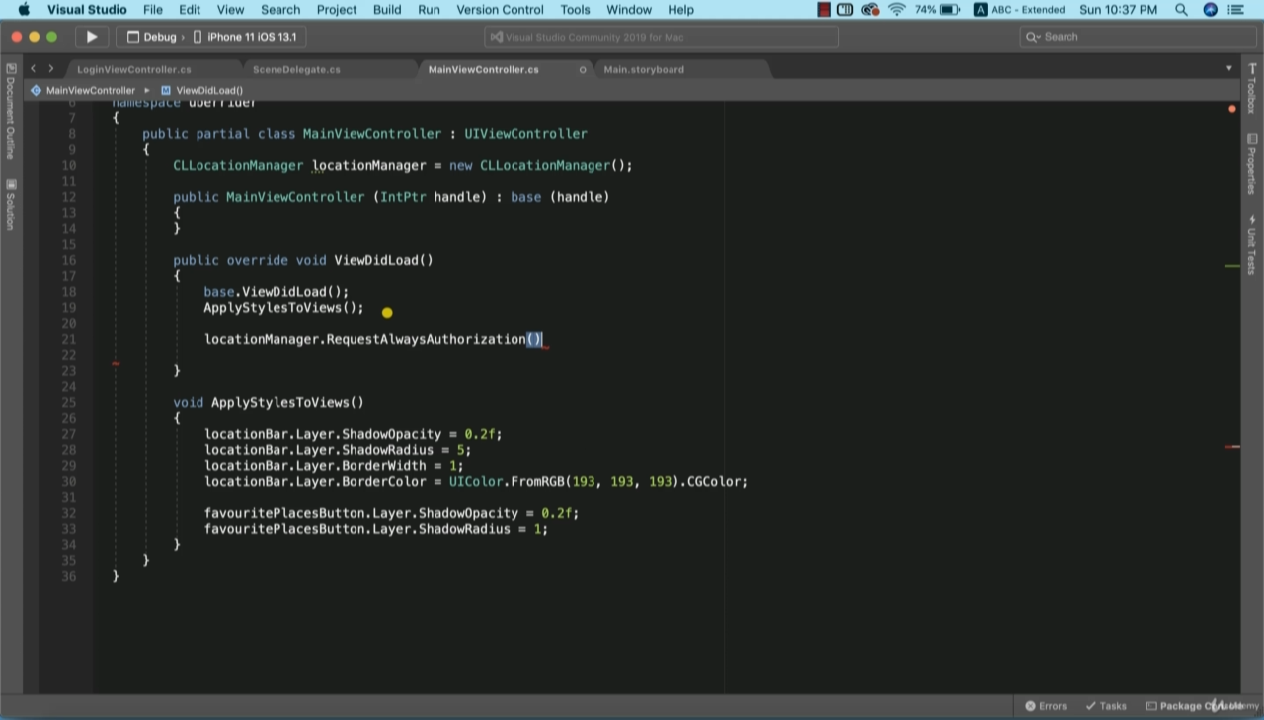 Visual Studio File Edit View Search Project Build Run Version Control Tools Window Help 74% A ABC - Extended Sun 10:37 PM
Debug › iPhone 11 iOS 13.1 Visual Studio Community 2019 for Mac Search
LoginViewController.cs SceneDelegate.cs MainViewController.cs Main.storyboard
MainViewController ▸ M ViewDidLoad()
Document Outline
Solution
Toolbox
Properties
Unit Tests
6 namespace uberrider
7 {
8 public partial class MainViewController : UIViewController
9 {
10 CLLocationManager locationManager = new CLLocationManager();
11
12 public MainViewController (IntPtr handle) : base (handle)
13 {
14 }
15
16 public override void ViewDidLoad()
17 {
18 base.ViewDidLoad();
19 ApplyStylesToViews();
20
21 locationManager.RequestAlwaysAuthorization()
22
23 }
24
25 void ApplyStylesToViews()
26 {
27 locationBar.Layer.ShadowOpacity = 0.2f;
28 locationBar.Layer.ShadowRadius = 5;
29 locationBar.Layer.BorderWidth = 1;
30 locationBar.Layer.BorderColor = UIColor.FromRGB(193, 193, 193).CGColor;
31
32 favouritePlacesButton.Layer.ShadowOpacity = 0.2f;
33 favouritePlacesButton.Layer.ShadowRadius = 1;
34 }
35 }
36 }
Errors Tasks Package